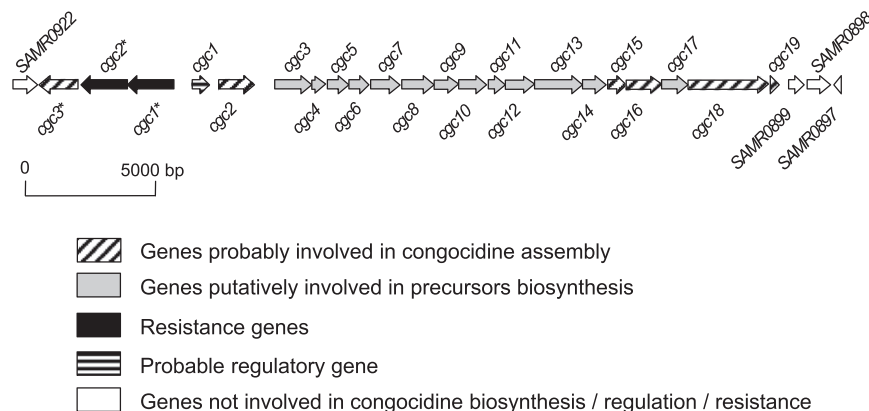 SAMR0922
cgc2*
cgc1
cgc3
cgc5
cgc7
cgc9
cgc11
cgc13
cgc15
cgc17
cgc19
SAMR0898
cgc3*
cgc1*
cgc2
cgc4
cgc6
cgc8
cgc10
cgc12
cgc14
cgc16
cgc18
SAMR0899
SAMR0897
0 5000 bp
Genes probably involved in congocidine assembly
Genes putatively involved in precursors biosynthesis
Resistance genes
Probable regulatory gene
Genes not involved in congocidine biosynthesis / regulation / resistance